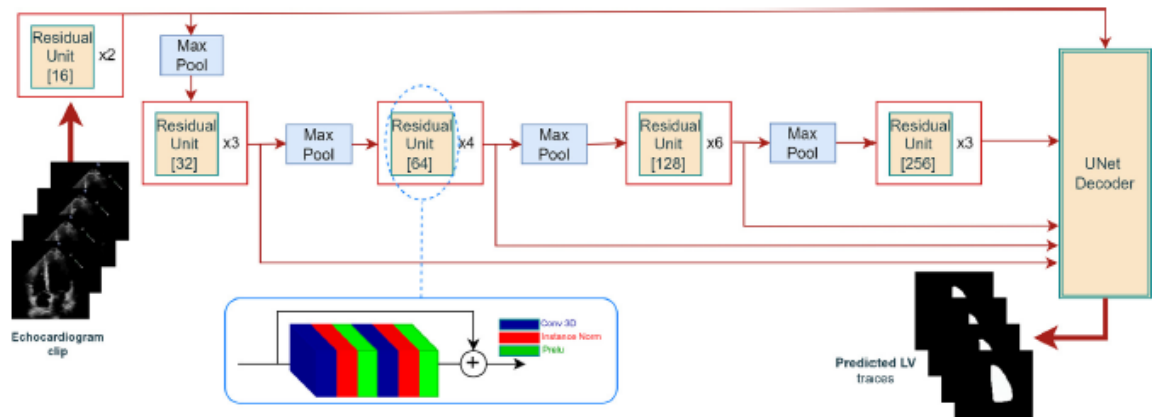 Residual
Unit
[16]
x2
Max
Pool
Residual
Unit
[32]
x3
Max
Pool
Residual
Unit
[64]
x4
Max
Pool
Residual
Unit
[128]
x6
Max
Pool
Residual
Unit
[256]
x3
UNet
Decoder
Echocardiogram
clip
Conv 3D
Instance Norm
Prelu
+
Predicted LV
traces